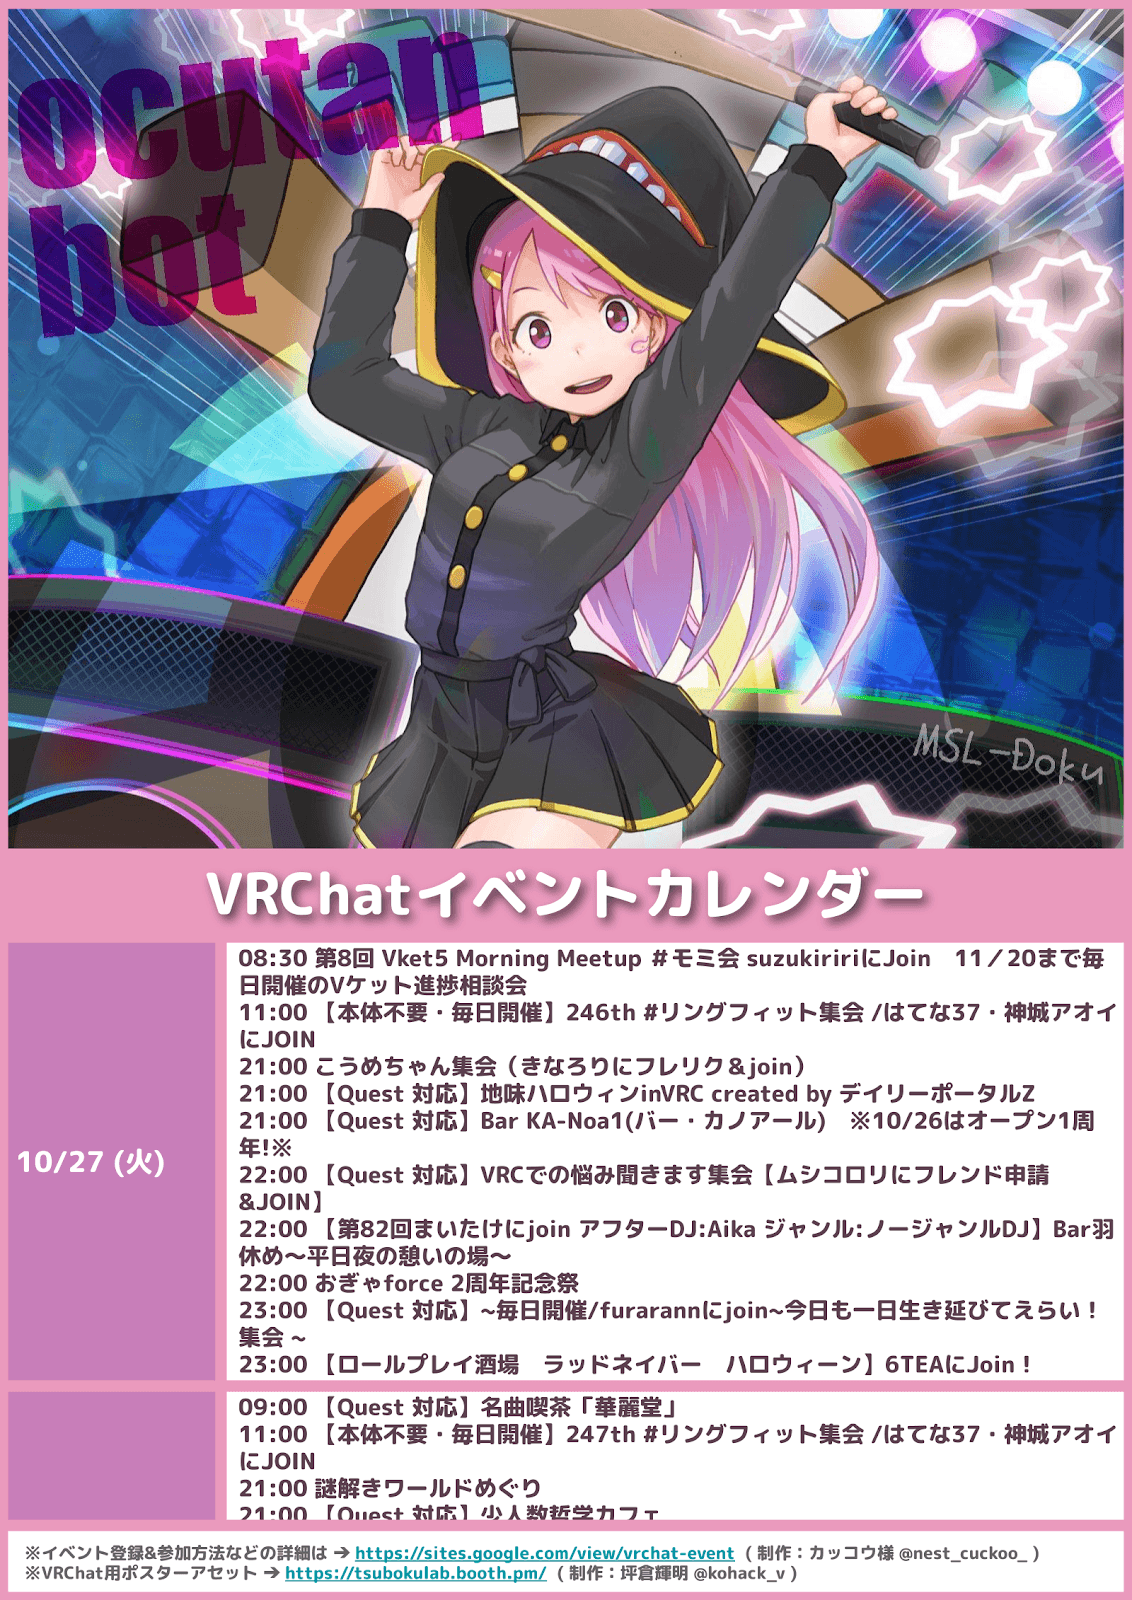 ocutan
bot
MSL-Doku
VRChatイベントカレンダー
10/27 (火)
08:30 第8回 Vket5 Morning Meetup ＃モミ会 suzukiririにJoin　11／20まで毎
日開催のVケット進捗相談会
11:00 【本体不要・毎日開催】246th #リングフィット集会 /はてな37・神城アオイ
にJOIN
21:00 こうめちゃん集会（きなろりにフレリク＆join）
21:00 【Quest 対応】地味ハロウィンinVRC created by デイリーポータルZ
21:00 【Quest 対応】Bar KA-Noa1(バー・カノアール)　※10/26はオープン1周
年!※
22:00 【Quest 対応】VRCでの悩み聞きます集会【ムシコロリにフレンド申請
&JOIN】
22:00 【第82回まいたけにjoin アフターDJ:Aika ジャンル:ノージャンルDJ】Bar羽
休め～平日夜の憩いの場～
22:00 おぎゃforce 2周年記念祭
23:00 【Quest 対応】~毎日開催/furarannにjoin~今日も一日生き延びてえらい！
集会 ~
23:00 【ロールプレイ酒場　ラッドネイバー　ハロウィーン】6TEAにJoin！
09:00 【Quest 対応】名曲喫茶「華麗堂」
11:00 【本体不要・毎日開催】247th #リングフィット集会 /はてな37・神城アオイ
にJOIN
21:00 謎解きワールドめぐり
21:00 【Quest 対応】少人数哲学カフェ
※イベント登録&参加方法などの詳細は ➔ https://sites.google.com/view/vrchat-event （ 制作：カッコウ様 @nest_cuckoo_ ）
※VRChat用ポスターアセット ➔ https://tsubokulab.booth.pm/ （ 制作：坪倉輝明 @kohack_v ）